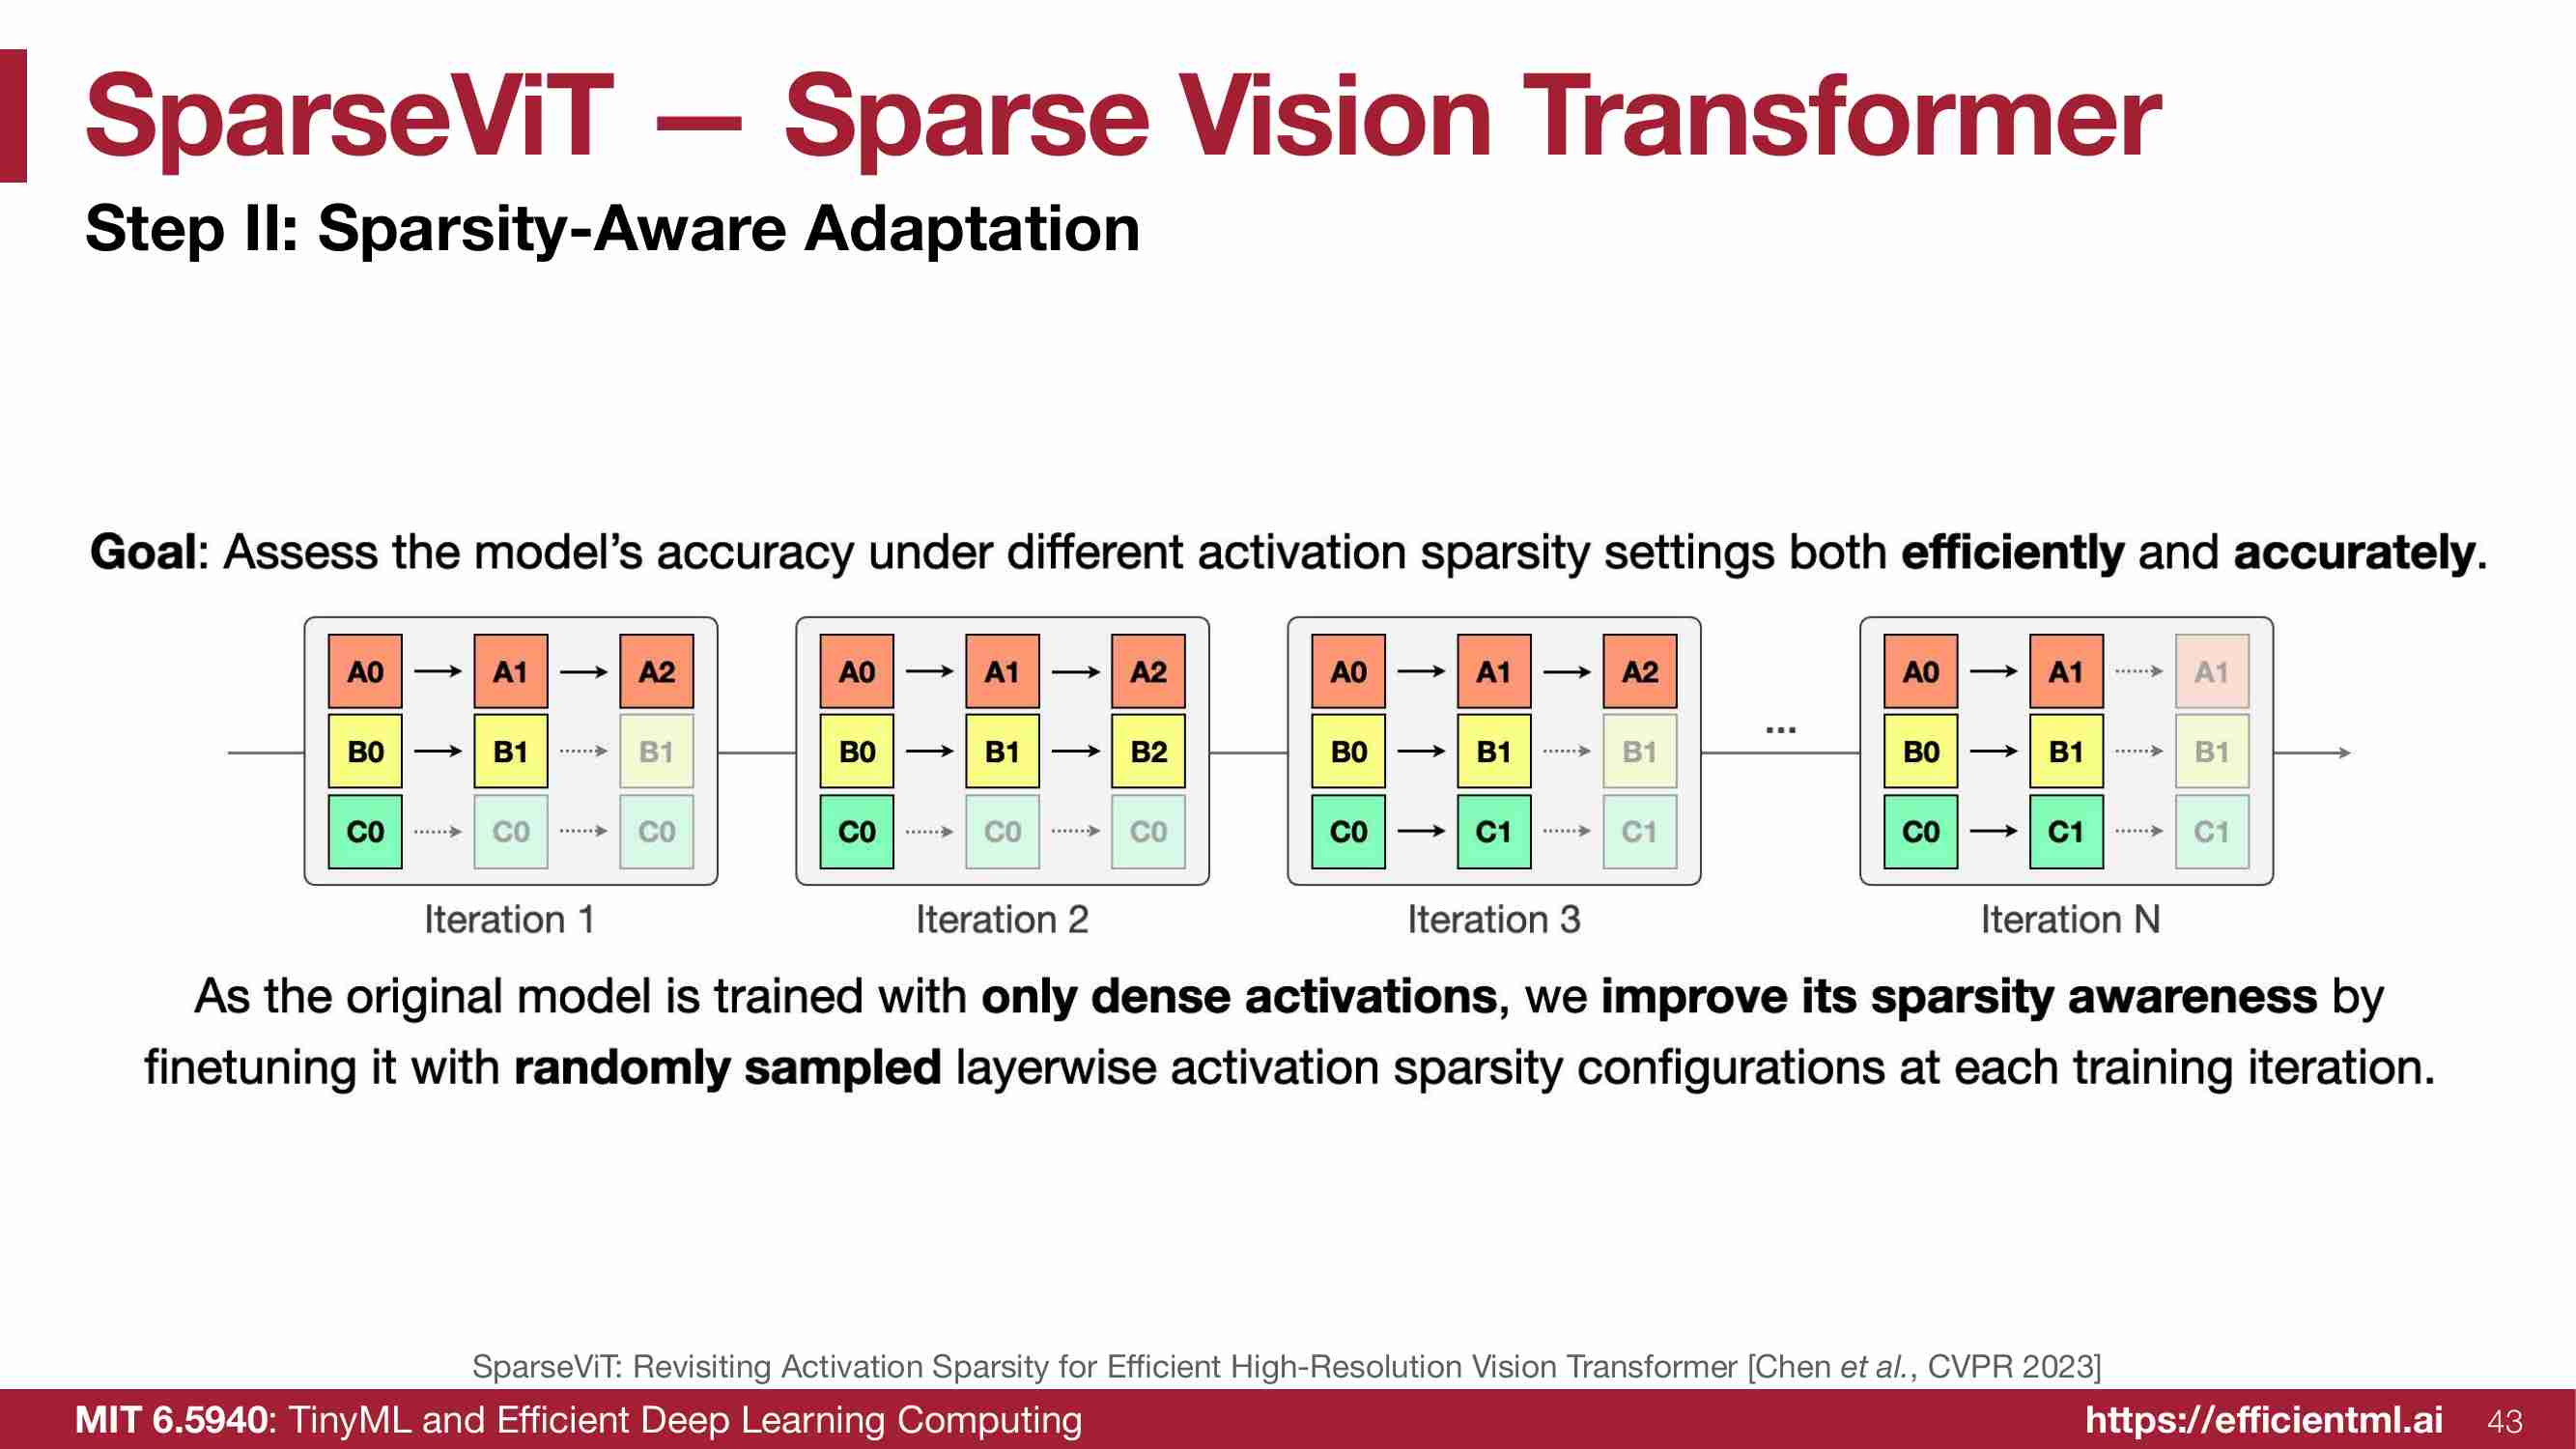 SparseViT — Sparse Vision Transformer
Step II: Sparsity-Aware Adaptation
Goal: Assess the model's accuracy under different activation sparsity settings both efficiently and accurately.
A0 A1 A2 A0 A1 A2 A0 A1 A2 A0 A1 A1
B0 B1 B1 B0 B1 B2 B0 B1 B1 ... B0 B1 B1
C0 C0 C0 C0 C0 C0 C0 C1 C1 C0 C1 C1
Iteration 1 Iteration 2 Iteration 3 Iteration N
As the original model is trained with only dense activations, we improve its sparsity awareness by
finetuning it with randomly sampled layerwise activation sparsity configurations at each training iteration.
SparseViT: Revisiting Activation Sparsity for Efficient High-Resolution Vision Transformer [Chen et al., CVPR 2023]
MIT 6.5940: TinyML and Efficient Deep Learning Computing https://efficientml.ai 43